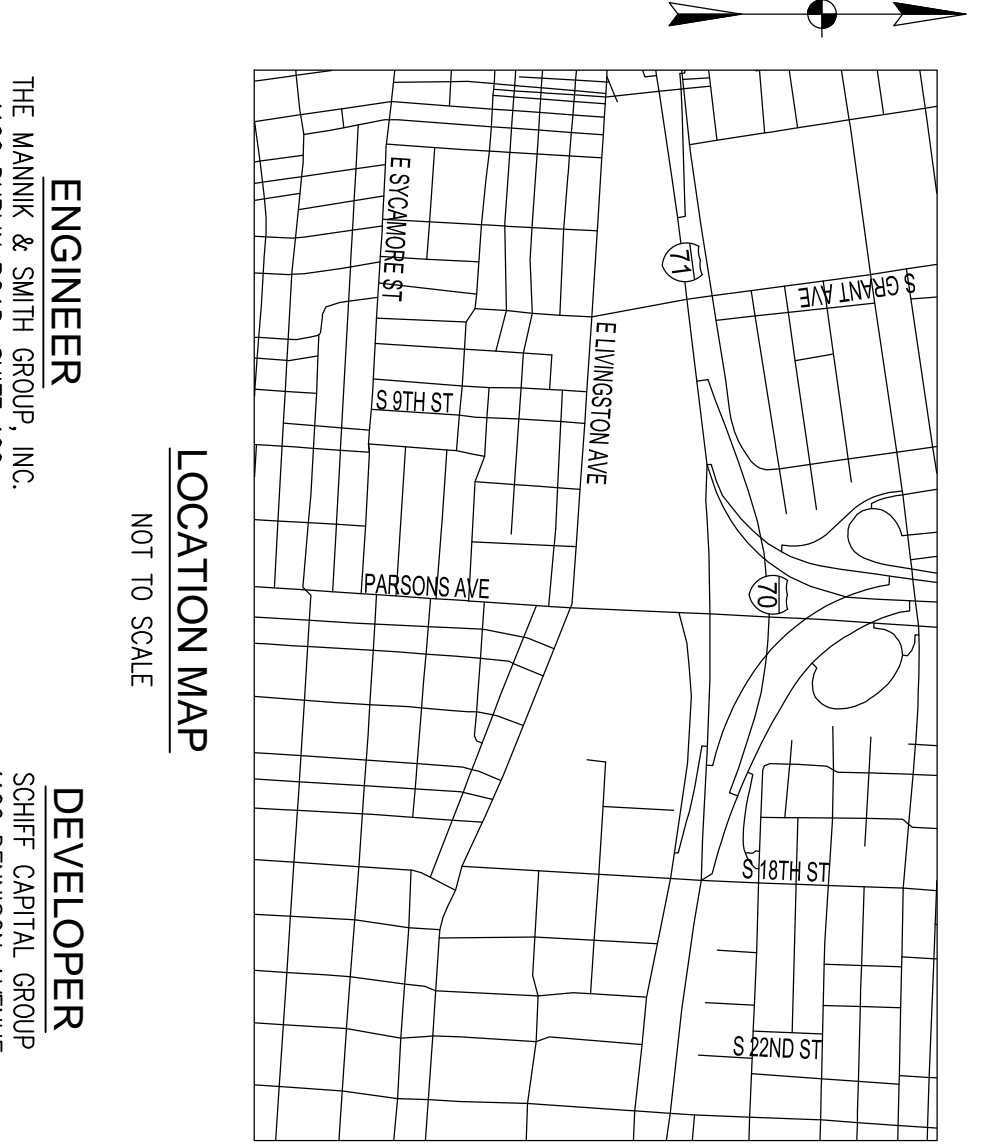 S GRANT AVE
71
E SYCAMORE ST
E LIVINGSTON AVE
S 9TH ST
70
PARSONS AVE
S 18TH ST
S 22ND ST
LOCATION MAP
NOT TO SCALE
ENGINEER
THE MANNIK & SMITH GROUP, INC.
DEVELOPER
SCHIFF CAPITAL GROUP